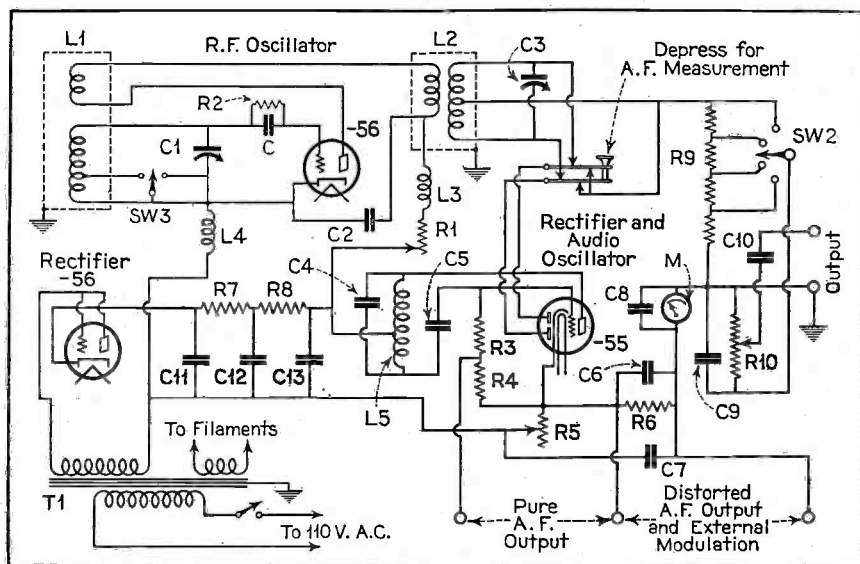 L1
R.F. Oscillator
L2
C3
Depress for
A.F. Measurement
R2
C1
C
-56
R9
SW2
SW3
L3
L4
C2
R1
Rectifier and
Audio
Oscillator
C10
Output
Rectifier
-56
R7
R8
C4
C5
M
C8
R3
-55
C11
C12
C13
R4
C6
R10
L5
R5
R6
C9
To Filaments
C7
T1
To 110 V. A.C.
Pure
A.F.
Output
Distorted
A.F. Output
and External
Modulation